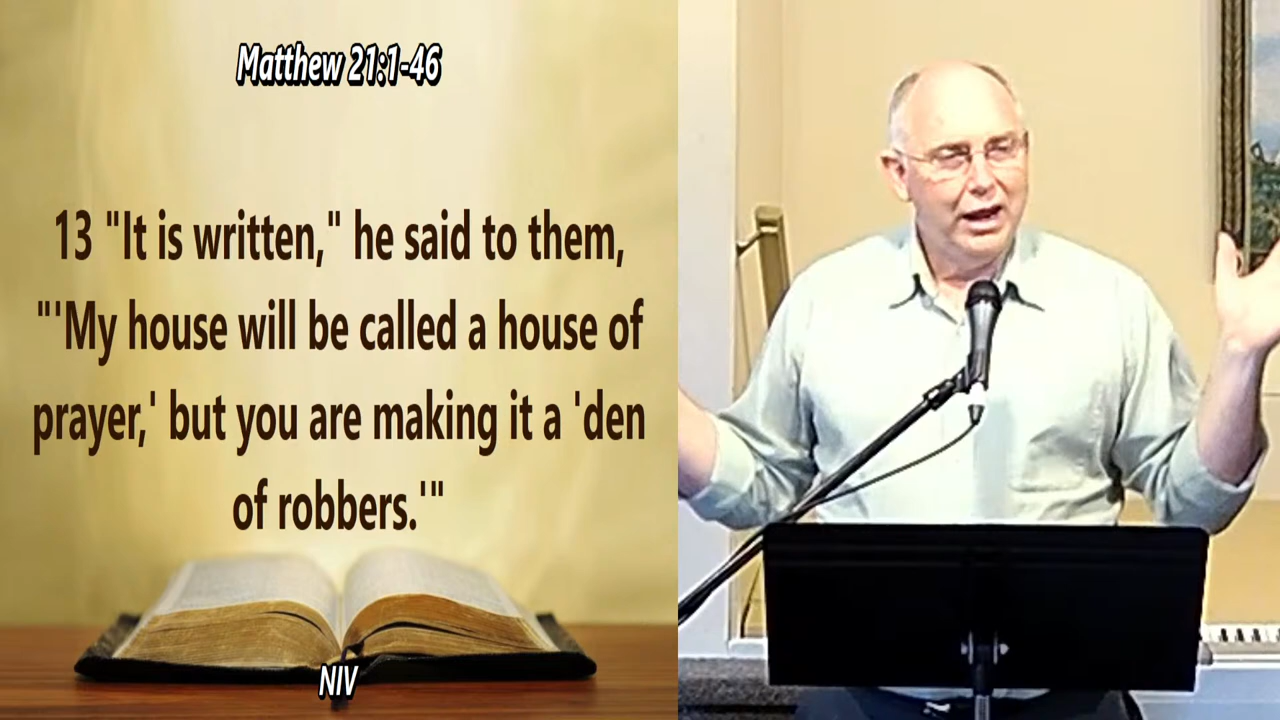 Matthew 21:1-46
13 "It is written," he said to them,
"'My house will be called a house of
prayer,' but you are making it a 'den
of robbers.'"
NIV